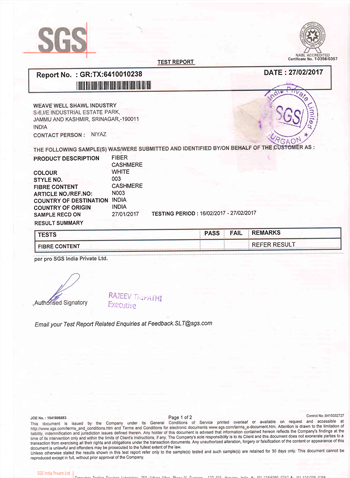 SGS
NABL ACCREDITED
TEST REPORT
Report No. : GR:TX:6410010238
DATE : 27/02/2017
WEAVE WELL SHAWL INDUSTRY
S-6,I/E INDUSTRIAL ESTATE PARK,
JAMMU AND KASHMIR, SRINAGAR,-190011
INDIA
CONTACT PERSON : NIYAZ
India Private Limited
SGS
GURGAON
THE FOLLOWING SAMPLE(S) WAS/WERE SUBMITTED AND IDENTIFIED BY/ON BEHALF OF THE CUSTOMER AS :
PRODUCT DESCRIPTION FIBER
CASHMERE
COLOUR WHITE
STYLE NO. 003
FIBRE CONTENT CASHMERE
ARTICLE NO./REF.NO: N003
COUNTRY OF DESTINATION INDIA
COUNTRY OF ORIGIN INDIA
SAMPLE RECD ON 27/01/2017 TESTING PERIOD : 16/02/2017 - 27/02/2017
RESULT SUMMARY
TESTS PASS FAIL REMARKS
FIBRE CONTENT REFER RESULT
per pro SGS India Private Ltd.
Authorised Signatory
RAJEEV TRIPATHI
Executive
Email your Test Report Related Enquiries at Feedback.SLT@sgs.com
Page 1 of 2
This document is issued by the Company under its General Conditions of Service printed overleaf or available on request and accessible at
http://www.sgs.com/terms_and_conditions.htm and Terms and Conditions for electronic documents www.sgs.com/terms_e-document.htm. Attention is drawn to the limitation of
liability, indemnification and jurisdiction issues defined therein. Any holder of this document is advised that information contained hereon reflects the Company's findings at the
time of its intervention only and within the limits of Client's instructions, if any. The Company's sole responsibility is to its Client and this document does not exonerate parties to a
transaction from exercising all their rights and obligations under the transaction documents. Any unauthorized alteration, forgery or falsification of the content or appearance of this
document is unlawful and offenders may be prosecuted to the fullest extent of the law.
Unless otherwise stated the results shown in this test report refer only to the sample(s) tested and such sample(s) are retained for 30 days only. This document cannot be
reproduced except in full, without prior approval of the Company.
SGS India Private Ltd.